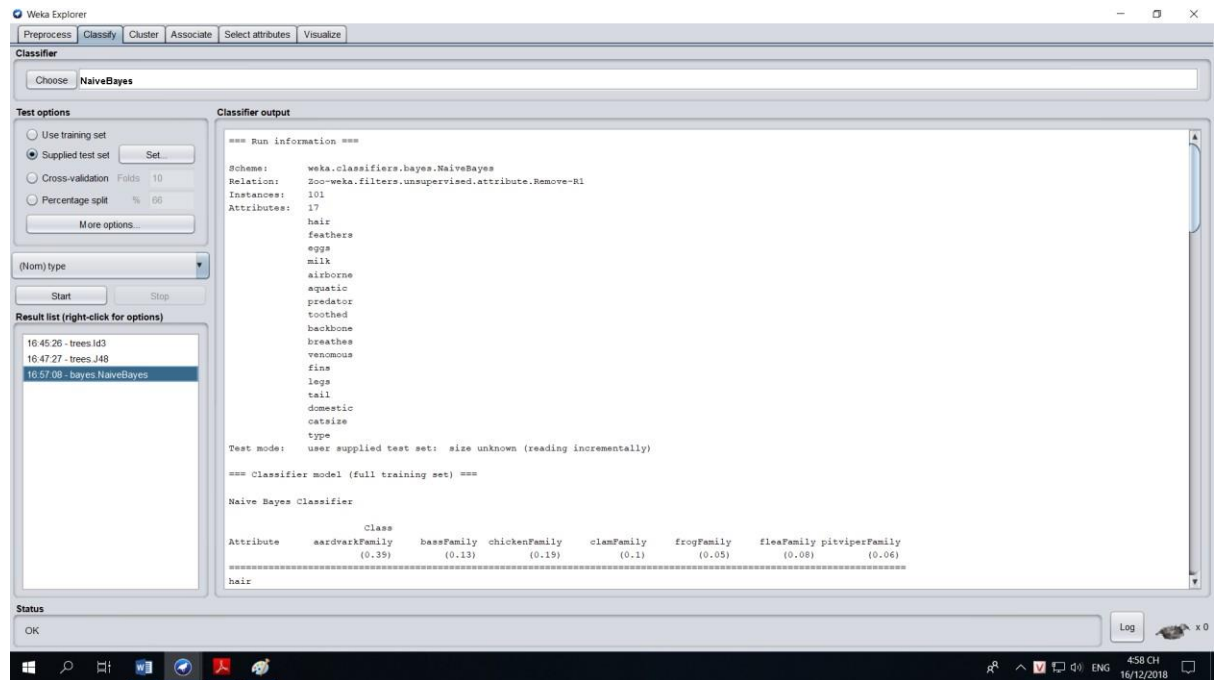 Weka Explorer
Preprocess Classify Cluster Associate Select attributes Visualize
Classifier
Choose NaiveBayes
Test options
Use training set
Supplied test set Set...
Cross-validation Folds 10
Percentage split % 66
More options...
(Nom) type
Start Stop
Result list (right-click for options)
16:45:26 - trees.Id3
16:47:27 - trees.J48
16:57:08 - bayes.NaiveBayes
Classifier output
=== Run information ===
Scheme: weka.classifiers.bayes.NaiveBayes
Relation: Zoo-weka.filters.unsupervised.attribute.Remove-R1
Instances: 101
Attributes: 17
hair
feathers
eggs
milk
airborne
aquatic
predator
toothed
backbone
breathes
venomous
fins
legs
tail
domestic
catsize
type
Test mode: user supplied test set: size unknown (reading incrementally)
=== Classifier model (full training set) ===
Naive Bayes Classifier
Class
Attribute aardvarkFamily bassFamily chickenFamily clamFamily frogFamily fleaFamily pitviperFamily
(0.39) (0.13) (0.19) (0.1) (0.05) (0.08) (0.06)
==========================================================================================
hair
Status
OK
Log x 0
ENG 4:58 CH
16/12/2018